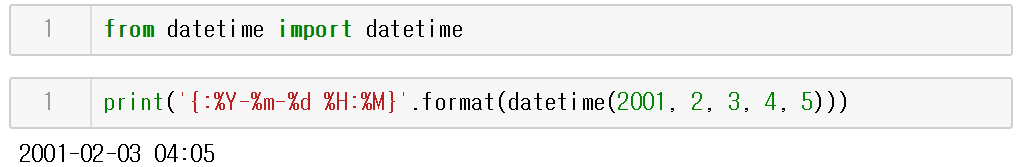 1 from datetime import datetime
1 print('{:%Y-%m-%d %H:%M}'.format(datetime(2001, 2, 3, 4, 5)))
2001-02-03 04:05